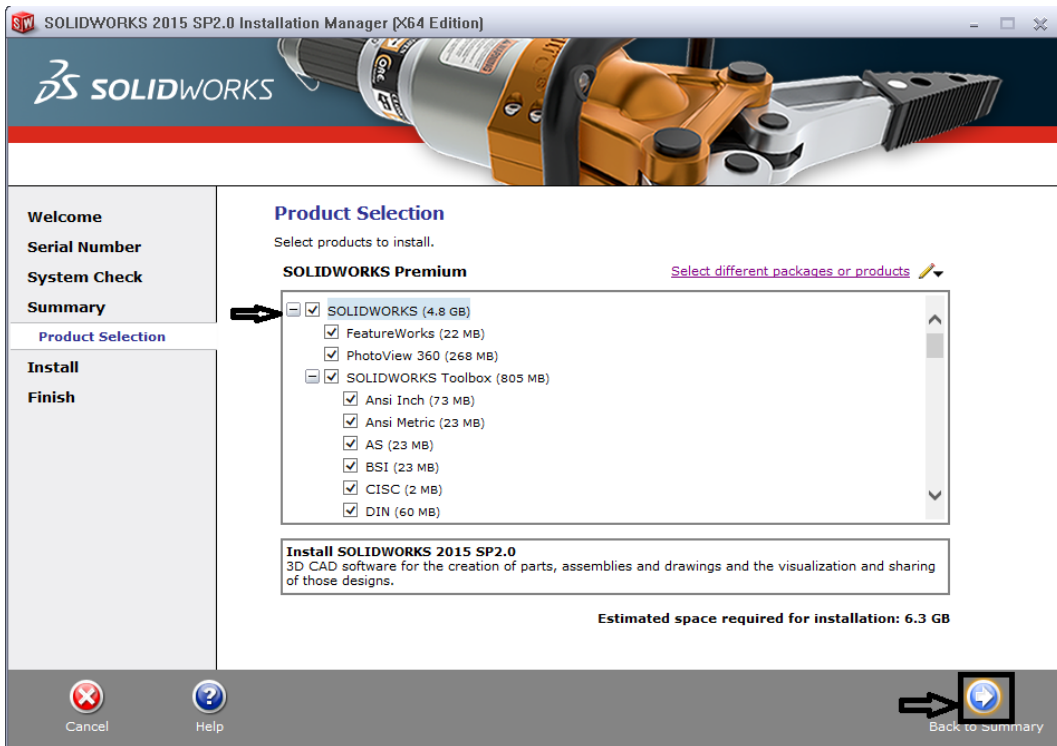 SOLIDWORKS 2015 SP2.0 Installation Manager (X64 Edition)
SOLIDWORKS
Welcome
Serial Number
System Check
Summary
Product Selection
Install
Finish
Product Selection
Select products to install.
SOLIDWORKS Premium
Select different packages or products
SOLIDWORKS (4.8 GB)
FeatureWorks (22 MB)
PhotoView 360 (268 MB)
SOLIDWORKS Toolbox (805 MB)
Ansi Inch (73 MB)
Ansi Metric (23 MB)
AS (23 MB)
BSI (23 MB)
CISC (2 MB)
DIN (60 MB)
Install SOLIDWORKS 2015 SP2.0
3D CAD software for the creation of parts, assemblies and drawings and the visualization and sharing
of those designs.
Estimated space required for installation: 6.3 GB
Cancel
Help
Back to Summary